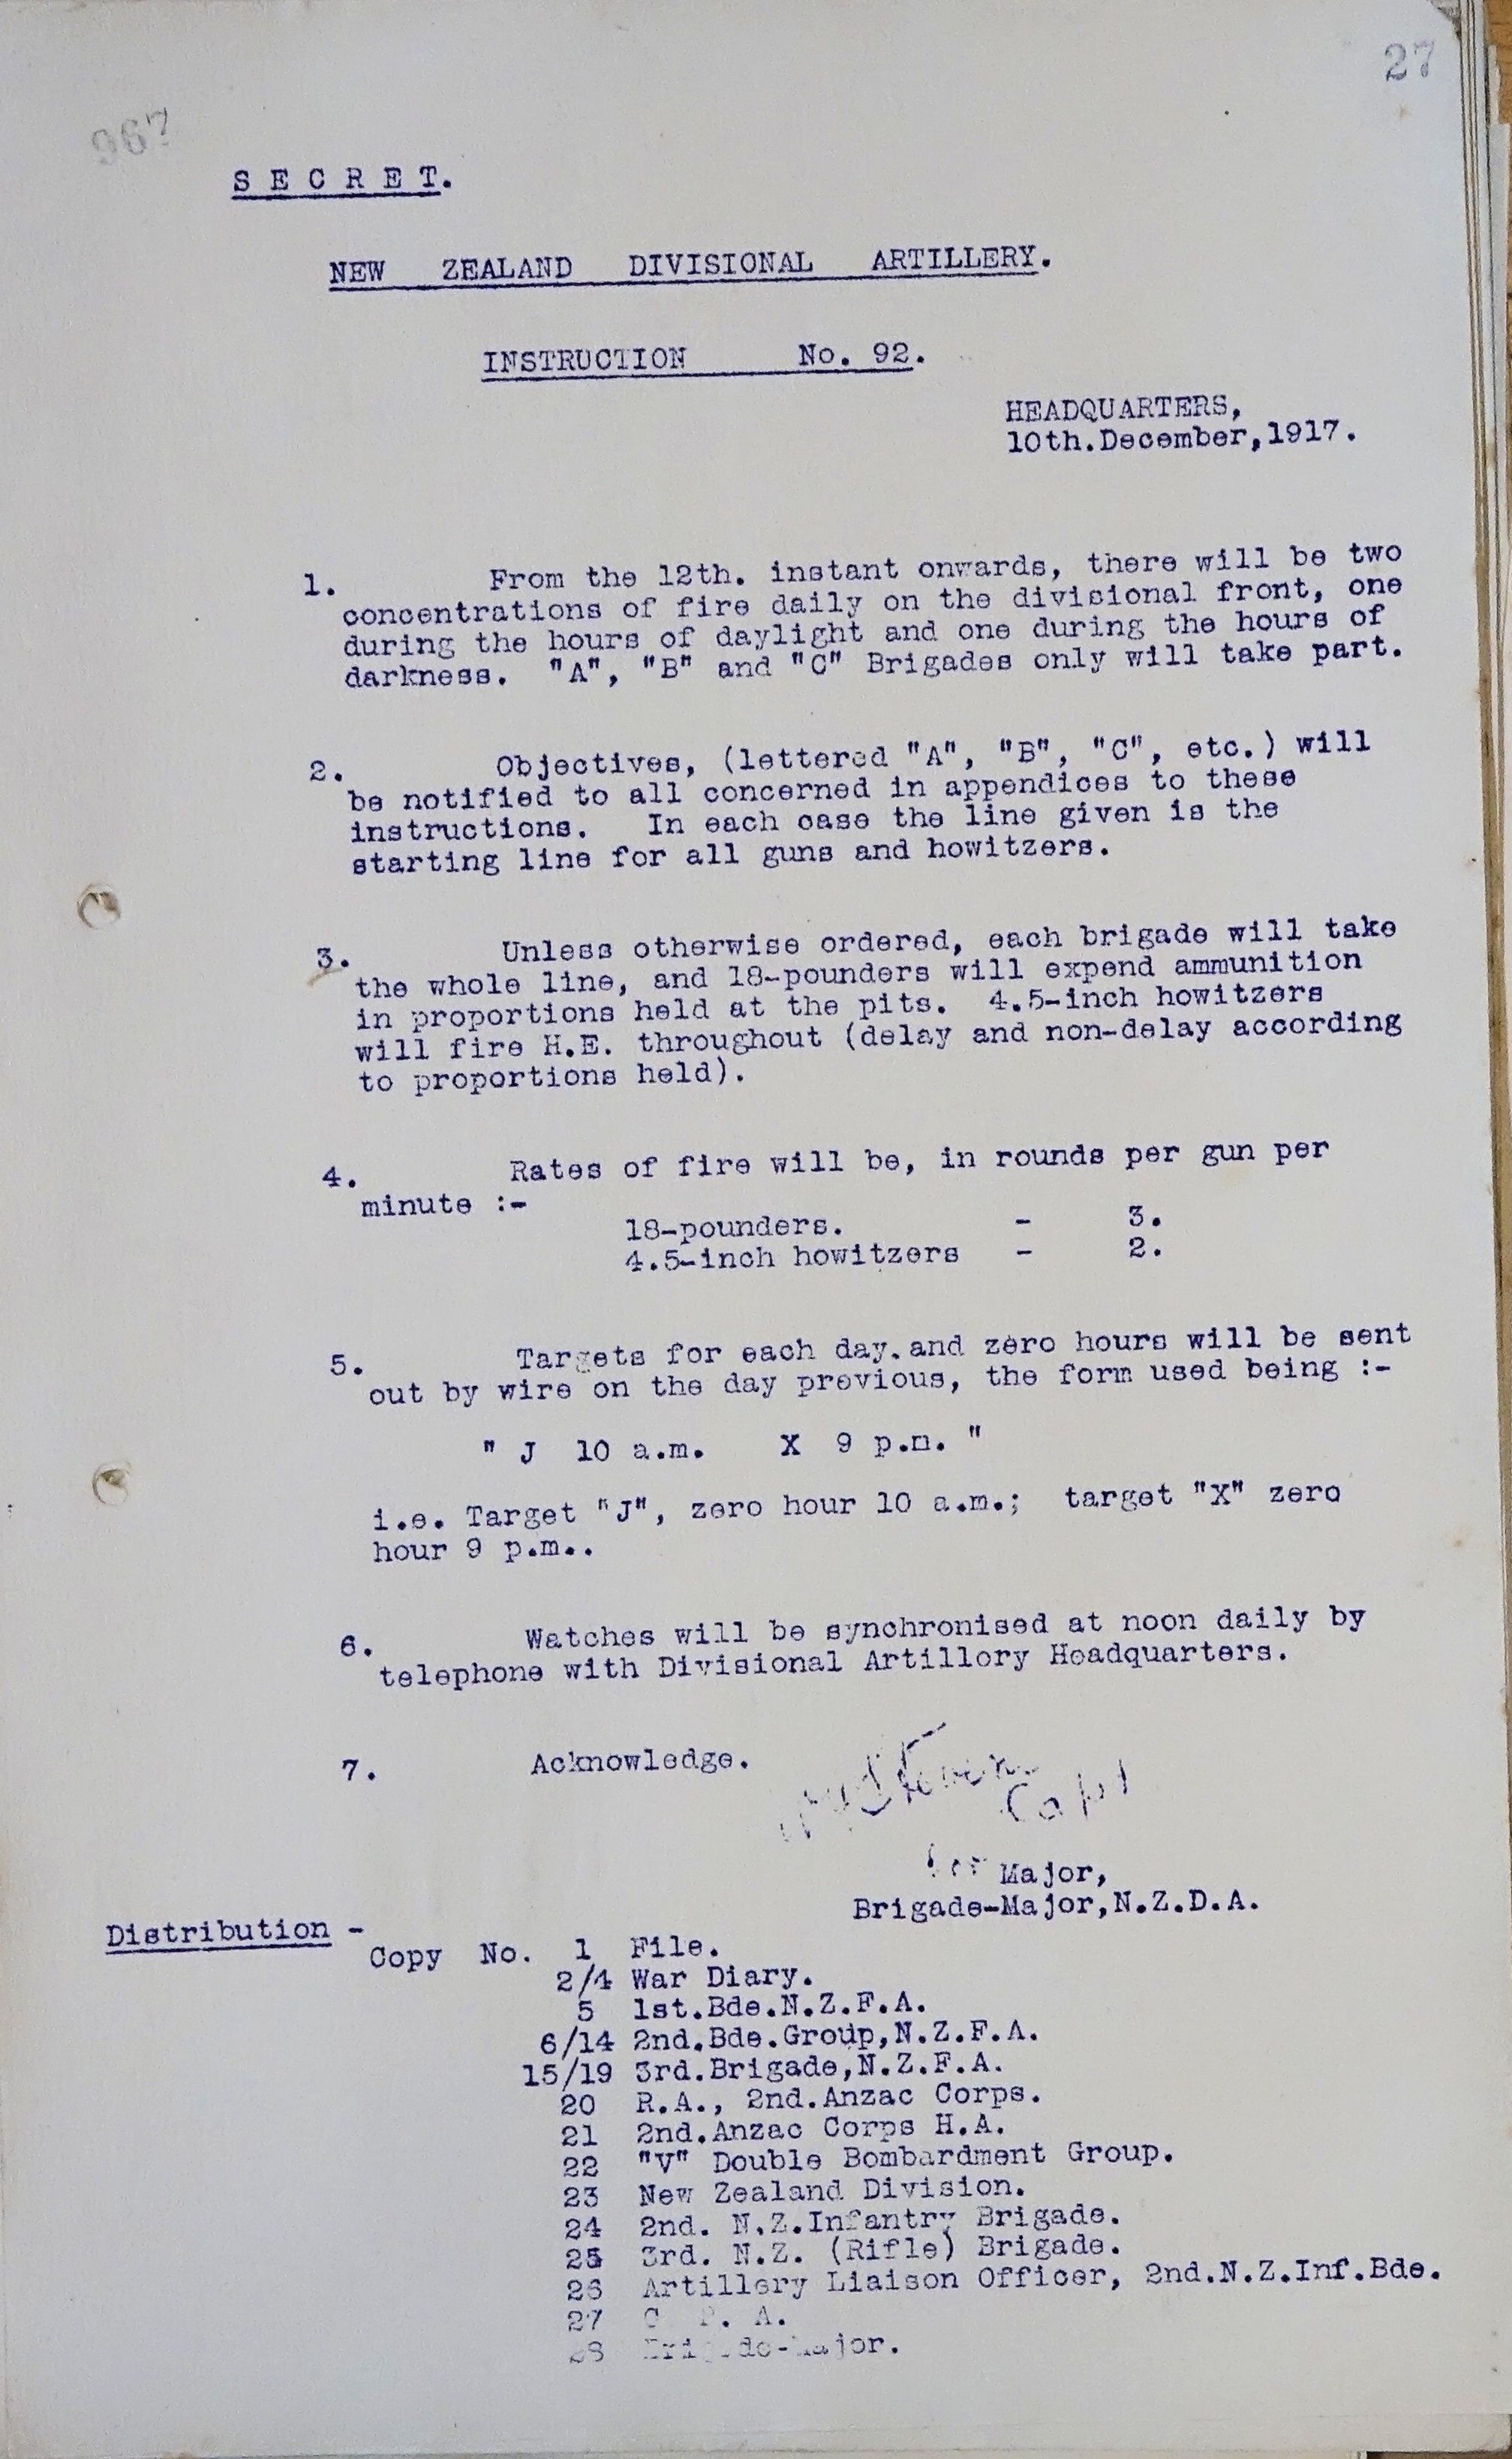 27
967
S E C R E T.
NEW ZEALAND DIVISIONAL ARTILLERY.
INSTRUCTION No. 92.
HEADQUARTERS,
10th.December,1917.
1. From the 12th. instant onwards, there will be two
concentrations of fire daily on the divisional front, one
during the hours of daylight and one during the hours of
darkness. "A", "B" and "C" Brigades only will take part.
2. Objectives, (lettered "A", "B", "C", etc.) will
be notified to all concerned in appendices to these
instructions. In each case the line given is the
starting line for all guns and howitzers.
3. Unless otherwise ordered, each brigade will take
the whole line, and 18-pounders will expend ammunition
in proportions held at the pits. 4.5-inch howitzers
will fire H.E. throughout (delay and non-delay according
to proportions held).
4. Rates of fire will be, in rounds per gun per
minute :-
18-pounders. - 3.
4.5-inch howitzers - 2.
5. Targets for each day.and zero hours will be sent
out by wire on the day previous, the form used being :-
" J 10 a.m. X 9 p.m. "
i.e. Target "J", zero hour 10 a.m.; target "X" zero
hour 9 p.m..
6. Watches will be synchronised at noon daily by
telephone with Divisional Artillery Headquarters.
7. Acknowledge.
Capt
for Major,
Brigade-Major,N.Z.D.A.
Distribution -
Copy No. 1 File.
2/4 War Diary.
5 1st.Bde.N.Z.F.A.
6/14 2nd.Bde.Group,N.Z.F.A.
15/19 3rd.Brigade,N.Z.F.A.
20 R.A., 2nd.Anzac Corps.
21 2nd.Anzac Corps H.A.
22 "V" Double Bombardment Group.
23 New Zealand Division.
24 2nd. N.Z.Infantry Brigade.
25 3rd. N.Z. (Rifle) Brigade.
26 Artillery Liaison Officer, 2nd.N.Z.Inf.Bde.
27 C R. A.
28 Brigade-Major.